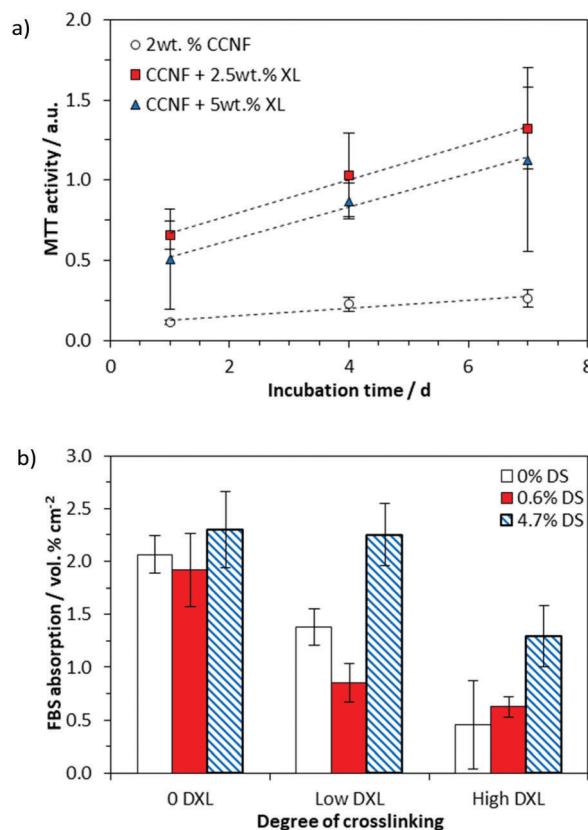 a)
2.0
1.5
1.0
0.5
0.0
MTT activity / a.u.
2wt. % CCNF
CCNF + 2.5wt.% XL
CCNF + 5wt.% XL
0 2 4 6 8
Incubation time / d
b)
3.0
2.5
2.0
1.5
1.0
0.5
0.0
FBS absorption / vol. % cm⁻²
0% DS
0.6% DS
4.7% DS
0 DXL Low DXL High DXL
Degree of crosslinking